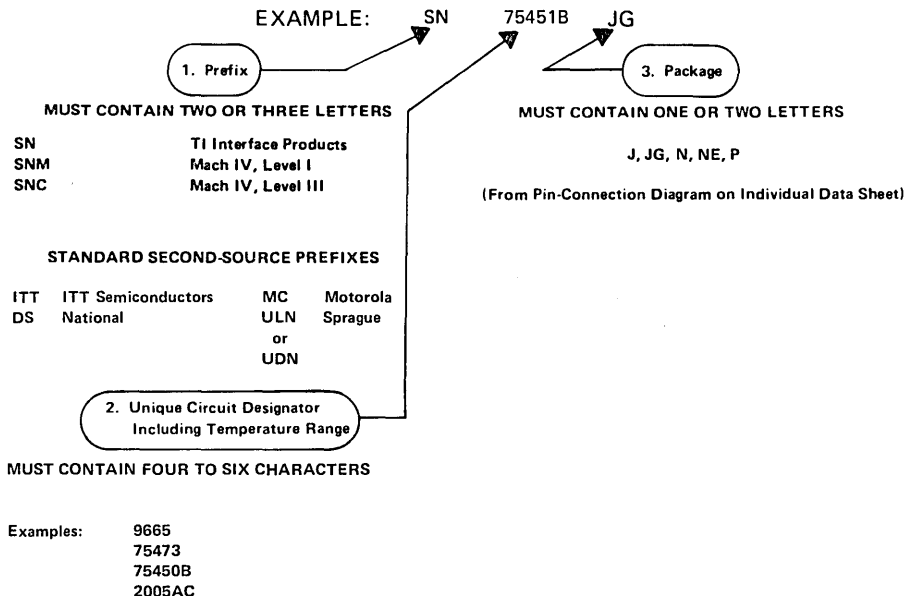 EXAMPLE: SN 75451B JG
1. Prefix
MUST CONTAIN TWO OR THREE LETTERS
SN TI Interface Products
SNM Mach IV, Level I
SNC Mach IV, Level III
3. Package
MUST CONTAIN ONE OR TWO LETTERS
J, JG, N, NE, P
(From Pin-Connection Diagram on Individual Data Sheet)
STANDARD SECOND-SOURCE PREFIXES
ITT ITT Semiconductors MC Motorola
DS National ULN Sprague
or
UDN
2. Unique Circuit Designator
Including Temperature Range
MUST CONTAIN FOUR TO SIX CHARACTERS
Examples: 9665
75473
75450B
2005AC